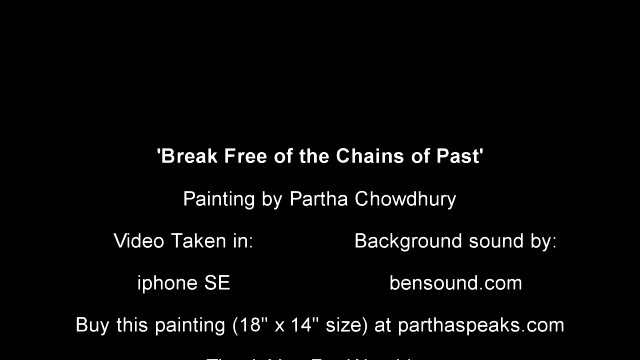 'Break Free of the Chains of Past'
Painting by Partha Chowdhury
Video Taken in: Background sound by:
iphone SE bensound.com
Buy this painting (18" x 14" size) at parthaspeaks.com